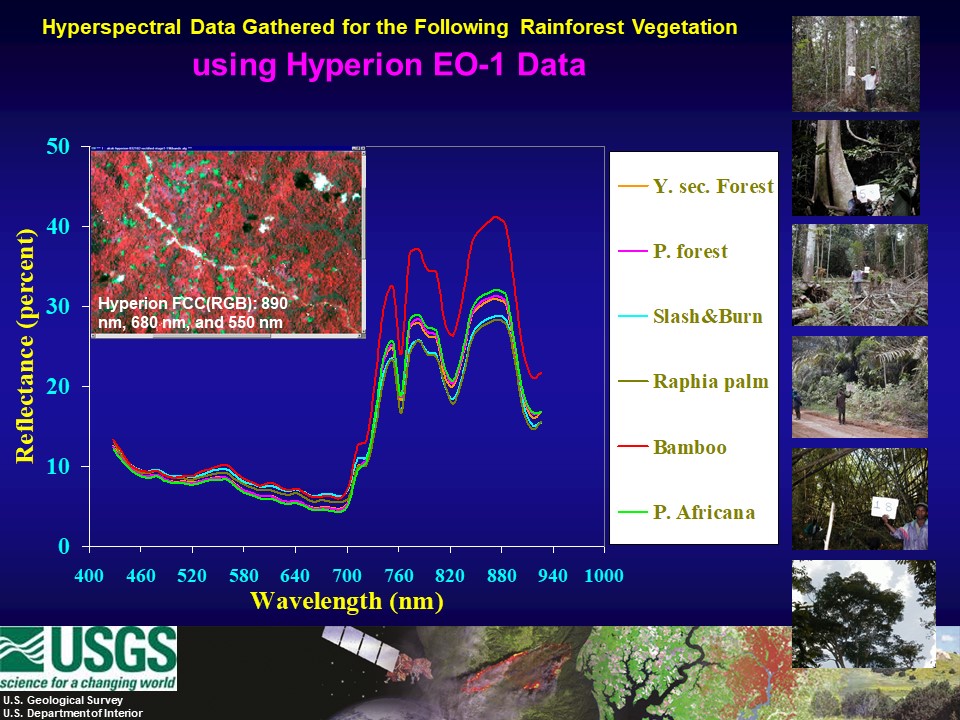 Hyperspectral Data Gathered for the Following Rainforest Vegetation
using Hyperion EO-1 Data
50
40
30
20
10
0
Reflectance (percent)
Hyperion FCC(RGB): 890
nm, 680 nm, and 550 nm
400 460 520 580 640 700 760 820 880 940 1000
Wavelength (nm)
Y. sec. Forest
P. forest
Slash&Burn
Raphia palm
Bamboo
P. Africana
18
USGS
science for a changing world
U.S. Geological Survey
U.S. Department of Interior